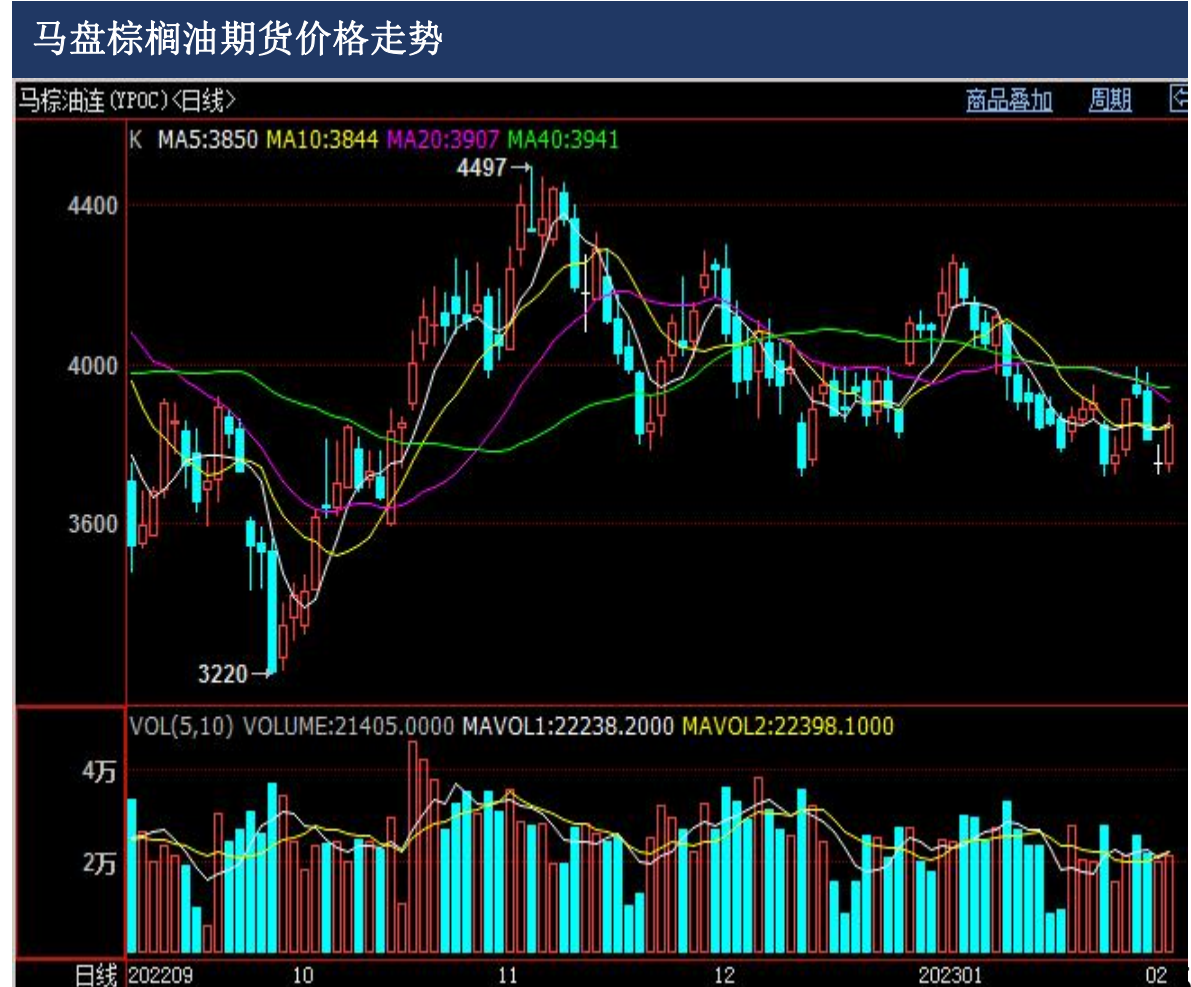 马盘棕榈油期货价格走势
马棕油连(YPOC)<日线> 商品叠加 周期
K MA5:3850 MA10:3844 MA20:3907 MA40:3941
4497
4400
4000
3600
3220
VOL(5,10) VOLUME:21405.0000 MAVOL1:22238.2000 MAVOL2:22398.1000
4万
2万
日线 202209 10 11 12 202301 02